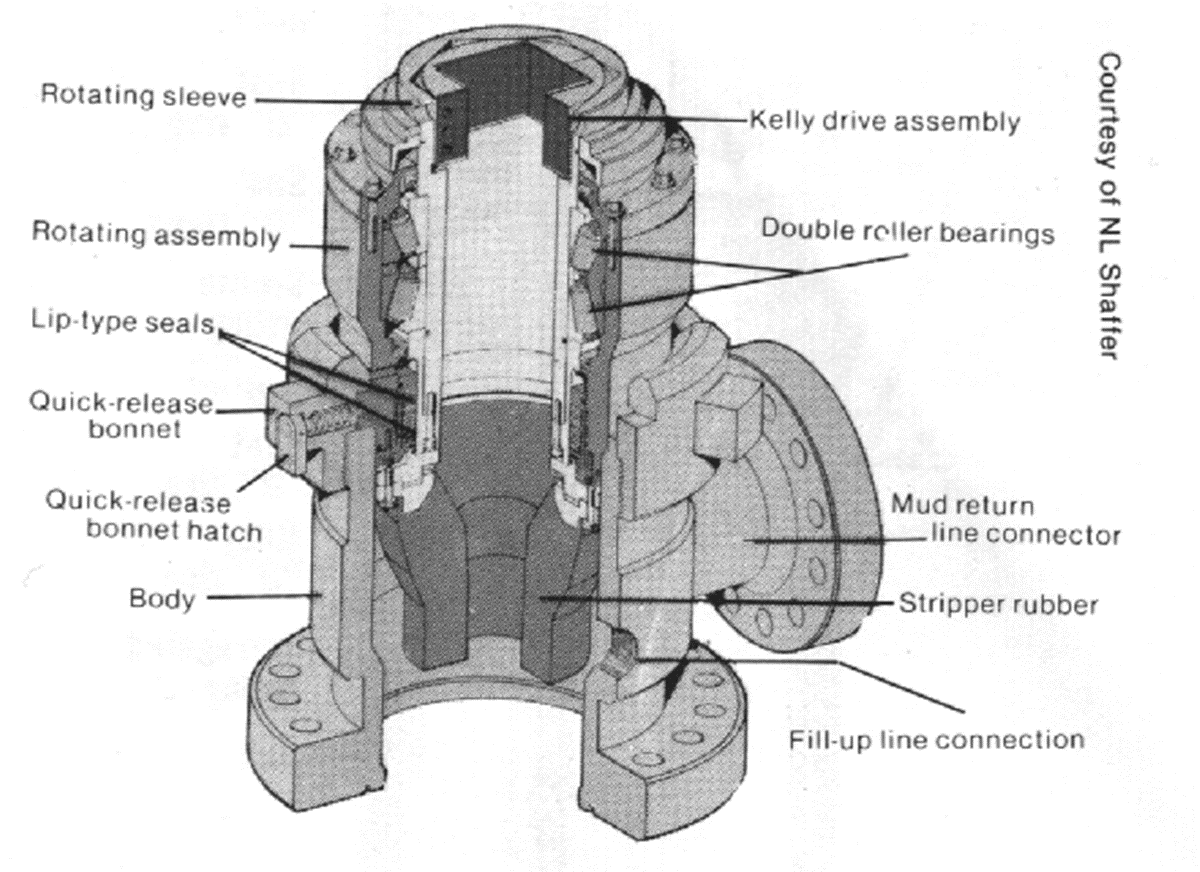 Rotating sleeve
Kelly drive assembly
Rotating assembly
Double roller bearings
Lip-type seals
Quick-release
bonnet
Quick-release
bonnet hatch
Mud return
line connector
Body
Stripper rubber
Fill-up line connection
Courtesy of NL Shaffer